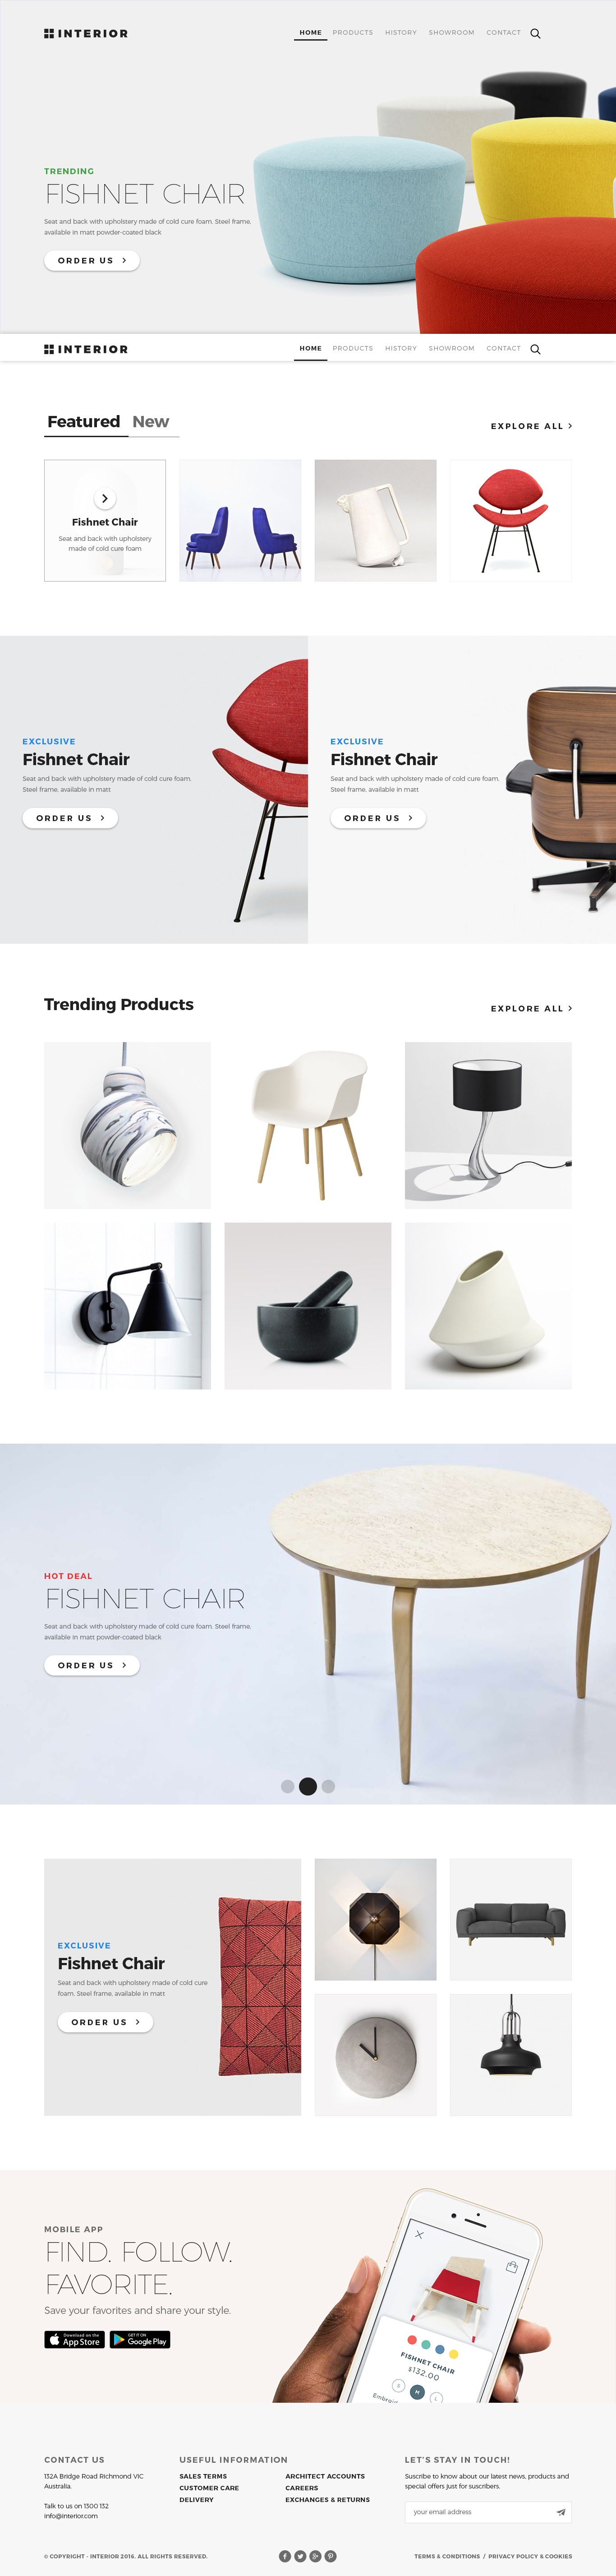 INTERIOR
HOME PRODUCTS HISTORY SHOWROOM CONTACT
TRENDING
FISHNET CHAIR
Seat and back with upholstery made of cold cure foam. Steel frame,
available in matt powder-coated black
ORDER US
INTERIOR
HOME PRODUCTS HISTORY SHOWROOM CONTACT
Featured New
EXPLORE ALL
Fishnet Chair
Seat and back with upholstery
made of cold cure foam
EXCLUSIVE
Fishnet Chair
Seat and back with upholstery made of cold cure foam.
Steel frame, available in matt
ORDER US
EXCLUSIVE
Fishnet Chair
Seat and back with upholstery made of cold cure foam.
Steel frame, available in matt
ORDER US
Trending Products
EXPLORE ALL
HOT DEAL
FISHNET CHAIR
Seat and back with upholstery made of cold cure foam. Steel frame,
available in matt powder-coated black
ORDER US
EXCLUSIVE
Fishnet Chair
Seat and back with upholstery made of cold cure
foam. Steel frame, available in matt
ORDER US
MOBILE APP
FIND. FOLLOW.
FAVORITE.
Save your favorites and share your style.
Download on the
App Store
GET IT ON
Google Play
FISHNET CHAIR
$132.00
S M L
CONTACT US
132A Bridge Road Richmond VIC
Australia.
Talk to us on 1300 132
info@interior.com
USEFUL INFORMATION
SALES TERMS
CUSTOMER CARE
DELIVERY
ARCHITECT ACCOUNTS
CAREERS
EXCHANGES & RETURNS
LET'S STAY IN TOUCH!
Suscribe to know about our latest news, products and
special offers just for suscribers.
your email address
© COPYRIGHT - INTERIOR 2016. ALL RIGHTS RESERVED.
TERMS & CONDITIONS / PRIVACY POLICY & COOKIES